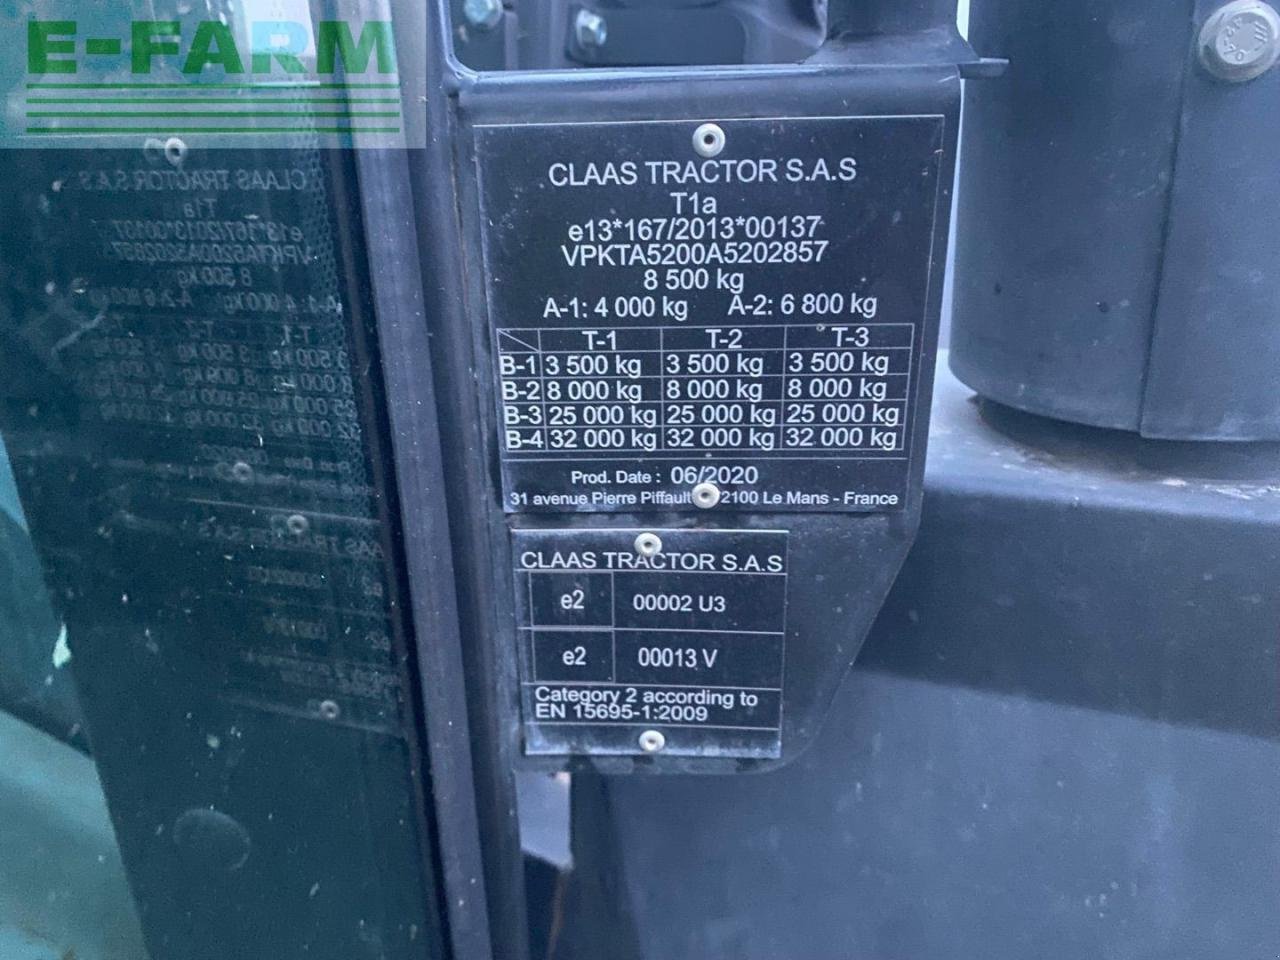 E-FARM
CLAAS TRACTOR S.A.S
T1a
e13*167/2013*00137
VPKTA5200A5202857
8 500 kg
A-1: 4 000 kg A-2: 6 800 kg
T-1 T-2 T-3
B-1 3 500 kg 3 500 kg 3 500 kg
B-2 8 000 kg 8 000 kg 8 000 kg
B-3 25 000 kg 25 000 kg 25 000 kg
B-4 32 000 kg 32 000 kg 32 000 kg
Prod. Date : 06/2020
31 avenue Pierre Piffault 2100 Le Mans - France
CLAAS TRACTOR S.A.S
e2 00002 U3
e2 00013 V
Category 2 according to
EN 15695-1:2009